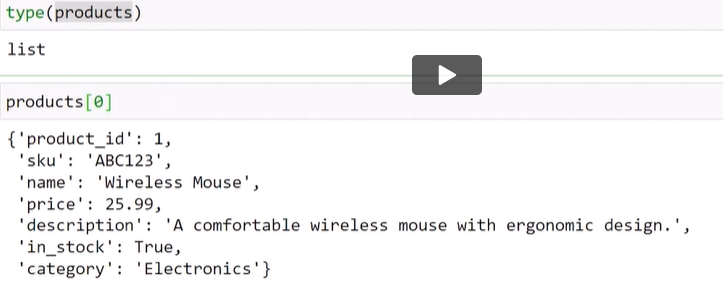 type(products)
list
products[0]
{'product_id': 1,
'sku': 'ABC123',
'name': 'Wireless Mouse',
'price': 25.99,
'description': 'A comfortable wireless mouse with ergonomic design.',
'in_stock': True,
'category': 'Electronics'}